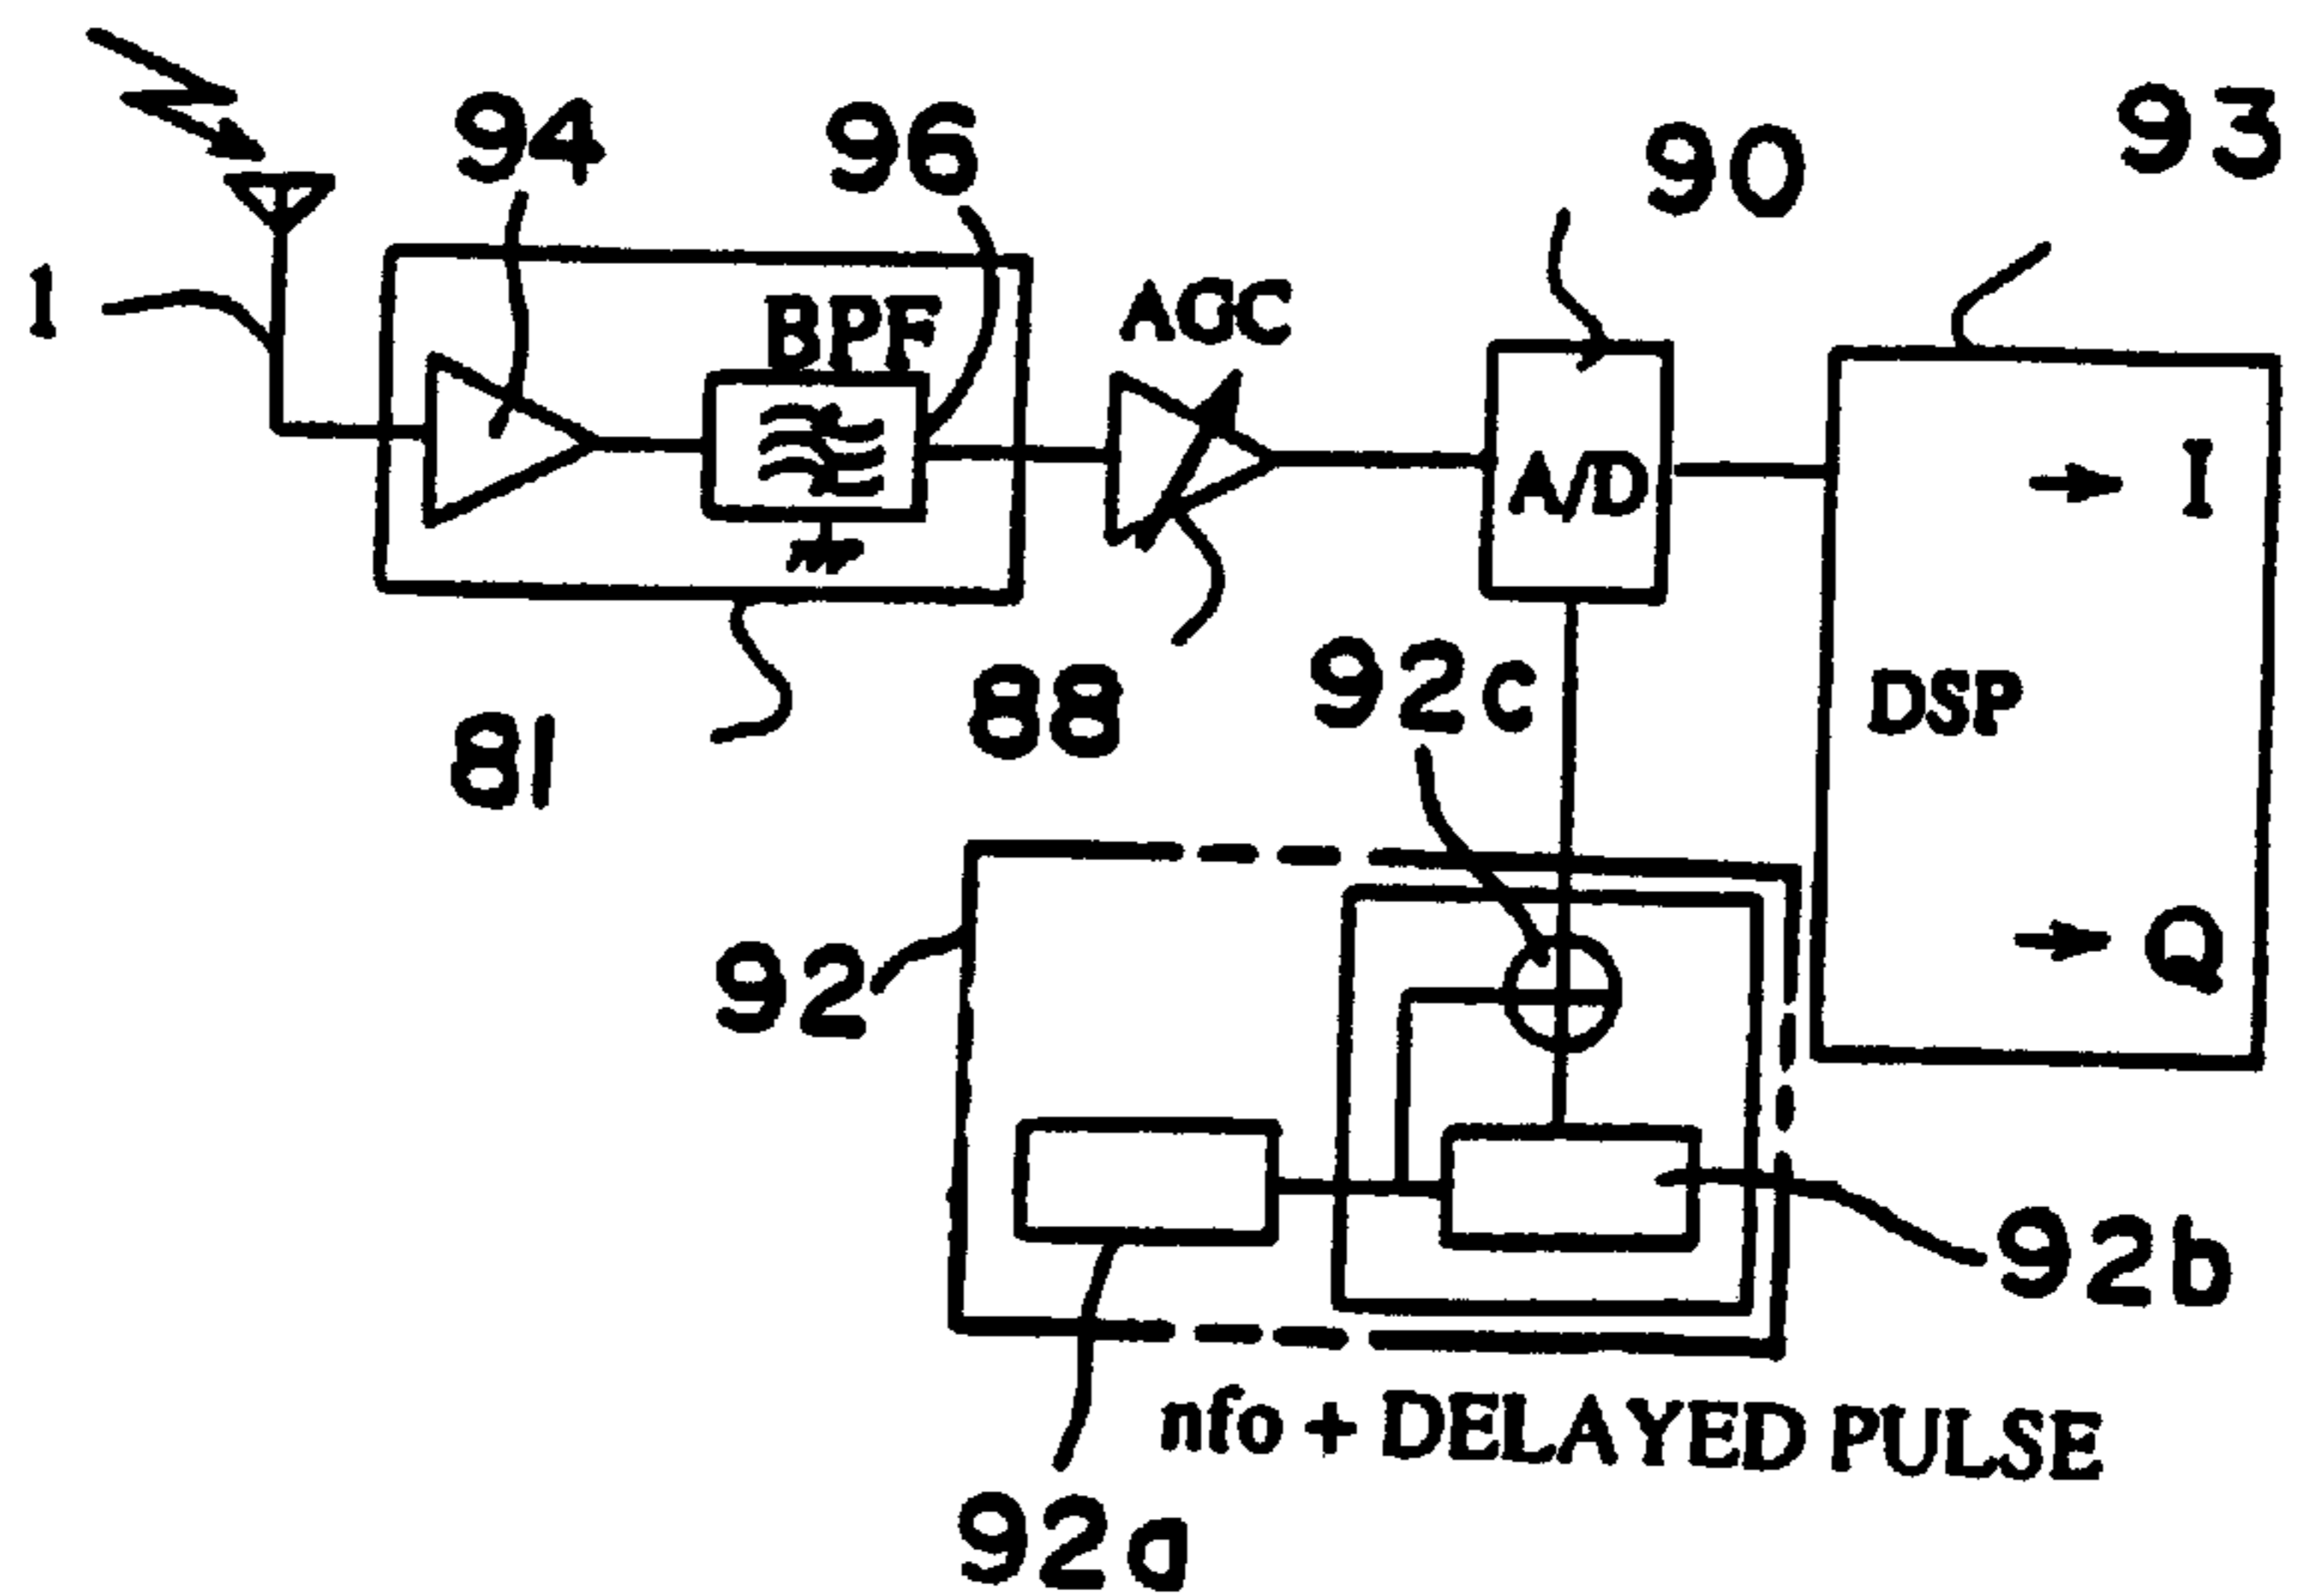 94
96
90
93
1
BPF
AGC
A/D
I
DSP
81
88
92c
92
Q
92b
nfo + DELAYED PULSE
92a